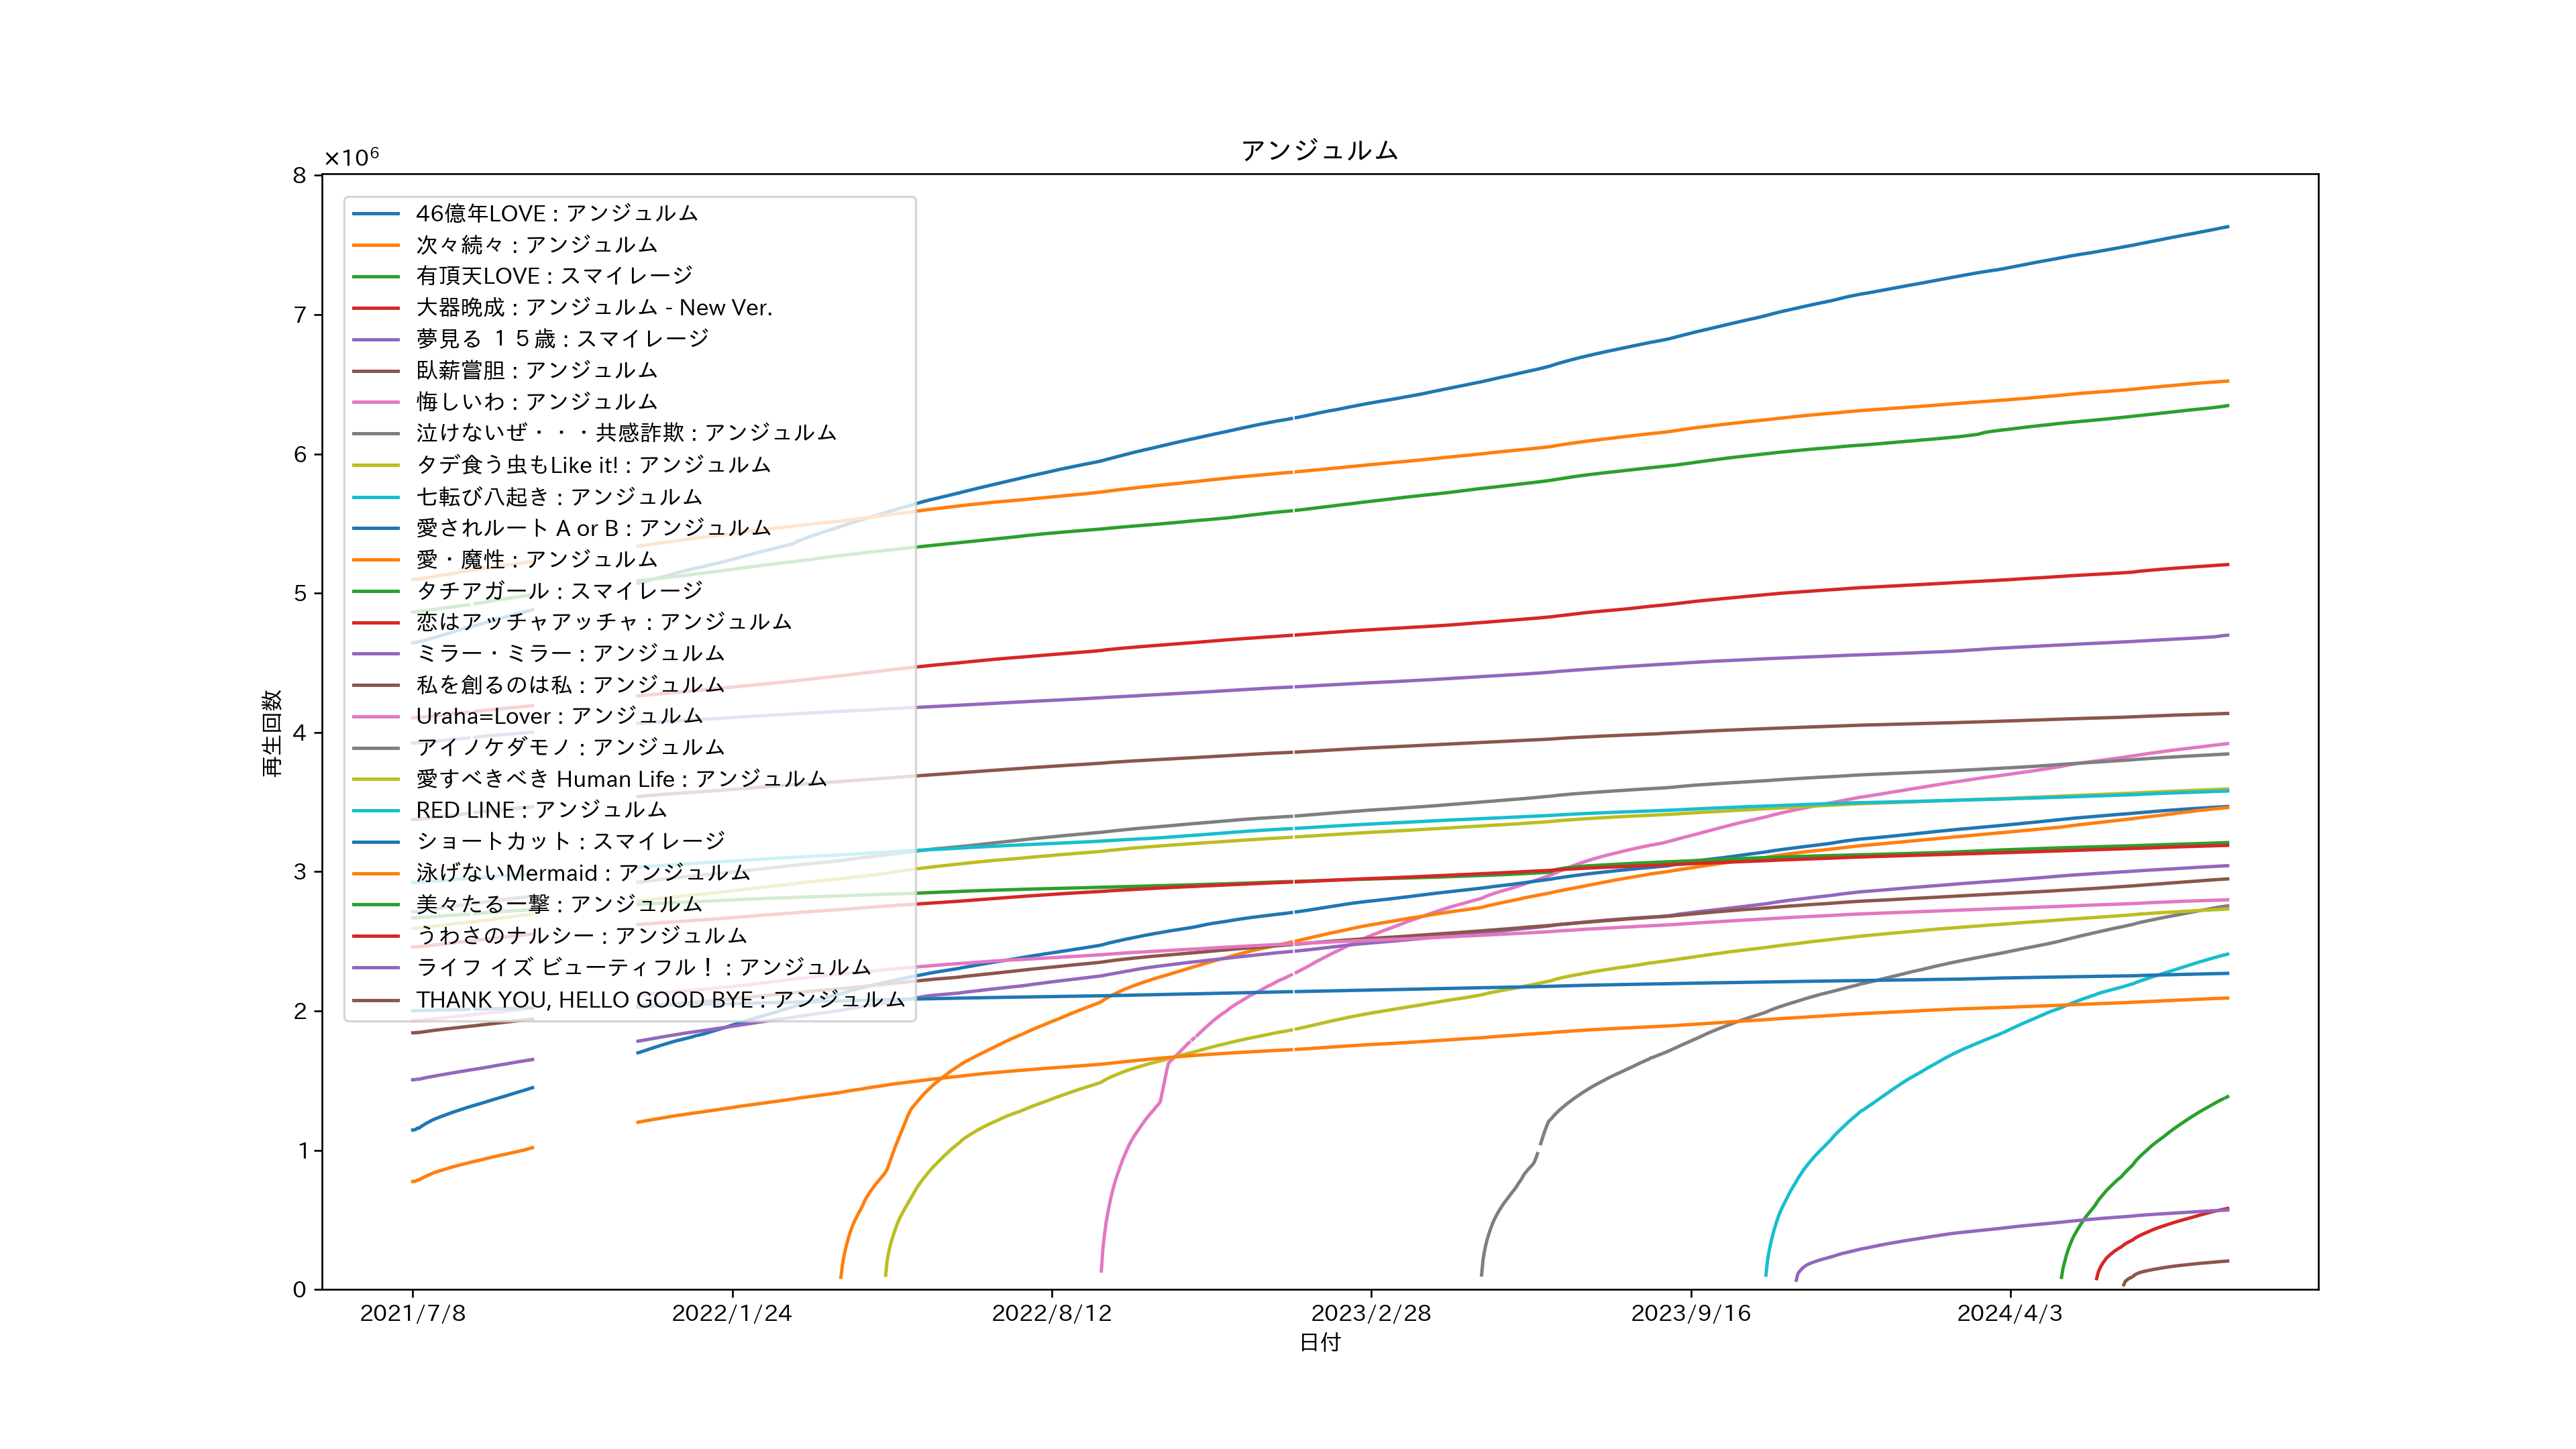 アンジュルム
×10⁶
8
7
6
5
4
3
2
1
0
再生回数
46億年LOVE : アンジュルム
次々続々 : アンジュルム
有頂天LOVE : スマイレージ
大器晩成 : アンジュルム - New Ver.
夢見る １５歳 : スマイレージ
臥薪嘗胆 : アンジュルム
悔しいわ : アンジュルム
泣けないぜ・・・共感詐欺 : アンジュルム
タデ食う虫もLike it! : アンジュルム
七転び八起き : アンジュルム
愛されルート A or B : アンジュルム
愛・魔性 : アンジュルム
タチアガール : スマイレージ
恋はアッチャアッチャ : アンジュルム
ミラー・ミラー : アンジュルム
私を創るのは私 : アンジュルム
Uraha=Lover : アンジュルム
アイノケダモノ : アンジュルム
愛すべきべき Human Life : アンジュルム
RED LINE : アンジュルム
ショートカット : スマイレージ
泳げないMermaid : アンジュルム
美々たる一撃 : アンジュルム
うわさのナルシー : アンジュルム
ライフ イズ ビューティフル！ : アンジュルム
THANK YOU, HELLO GOOD BYE : アンジュルム
2021/7/8 2022/1/24 2022/8/12 2023/2/28 2023/9/16 2024/4/3
日付